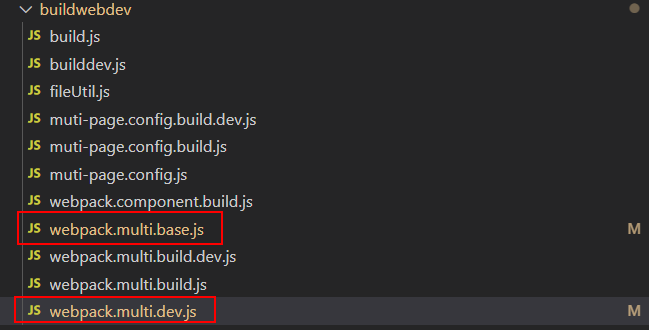 buildwebdev
JS build.js
JS builddev.js
JS fileUtil.js
JS muti-page.config.build.dev.js
JS muti-page.config.build.js
JS muti-page.config.js
JS webpack.component.build.js
JS webpack.multi.base.js M
JS webpack.multi.build.dev.js
JS webpack.multi.build.js
JS webpack.multi.dev.js M